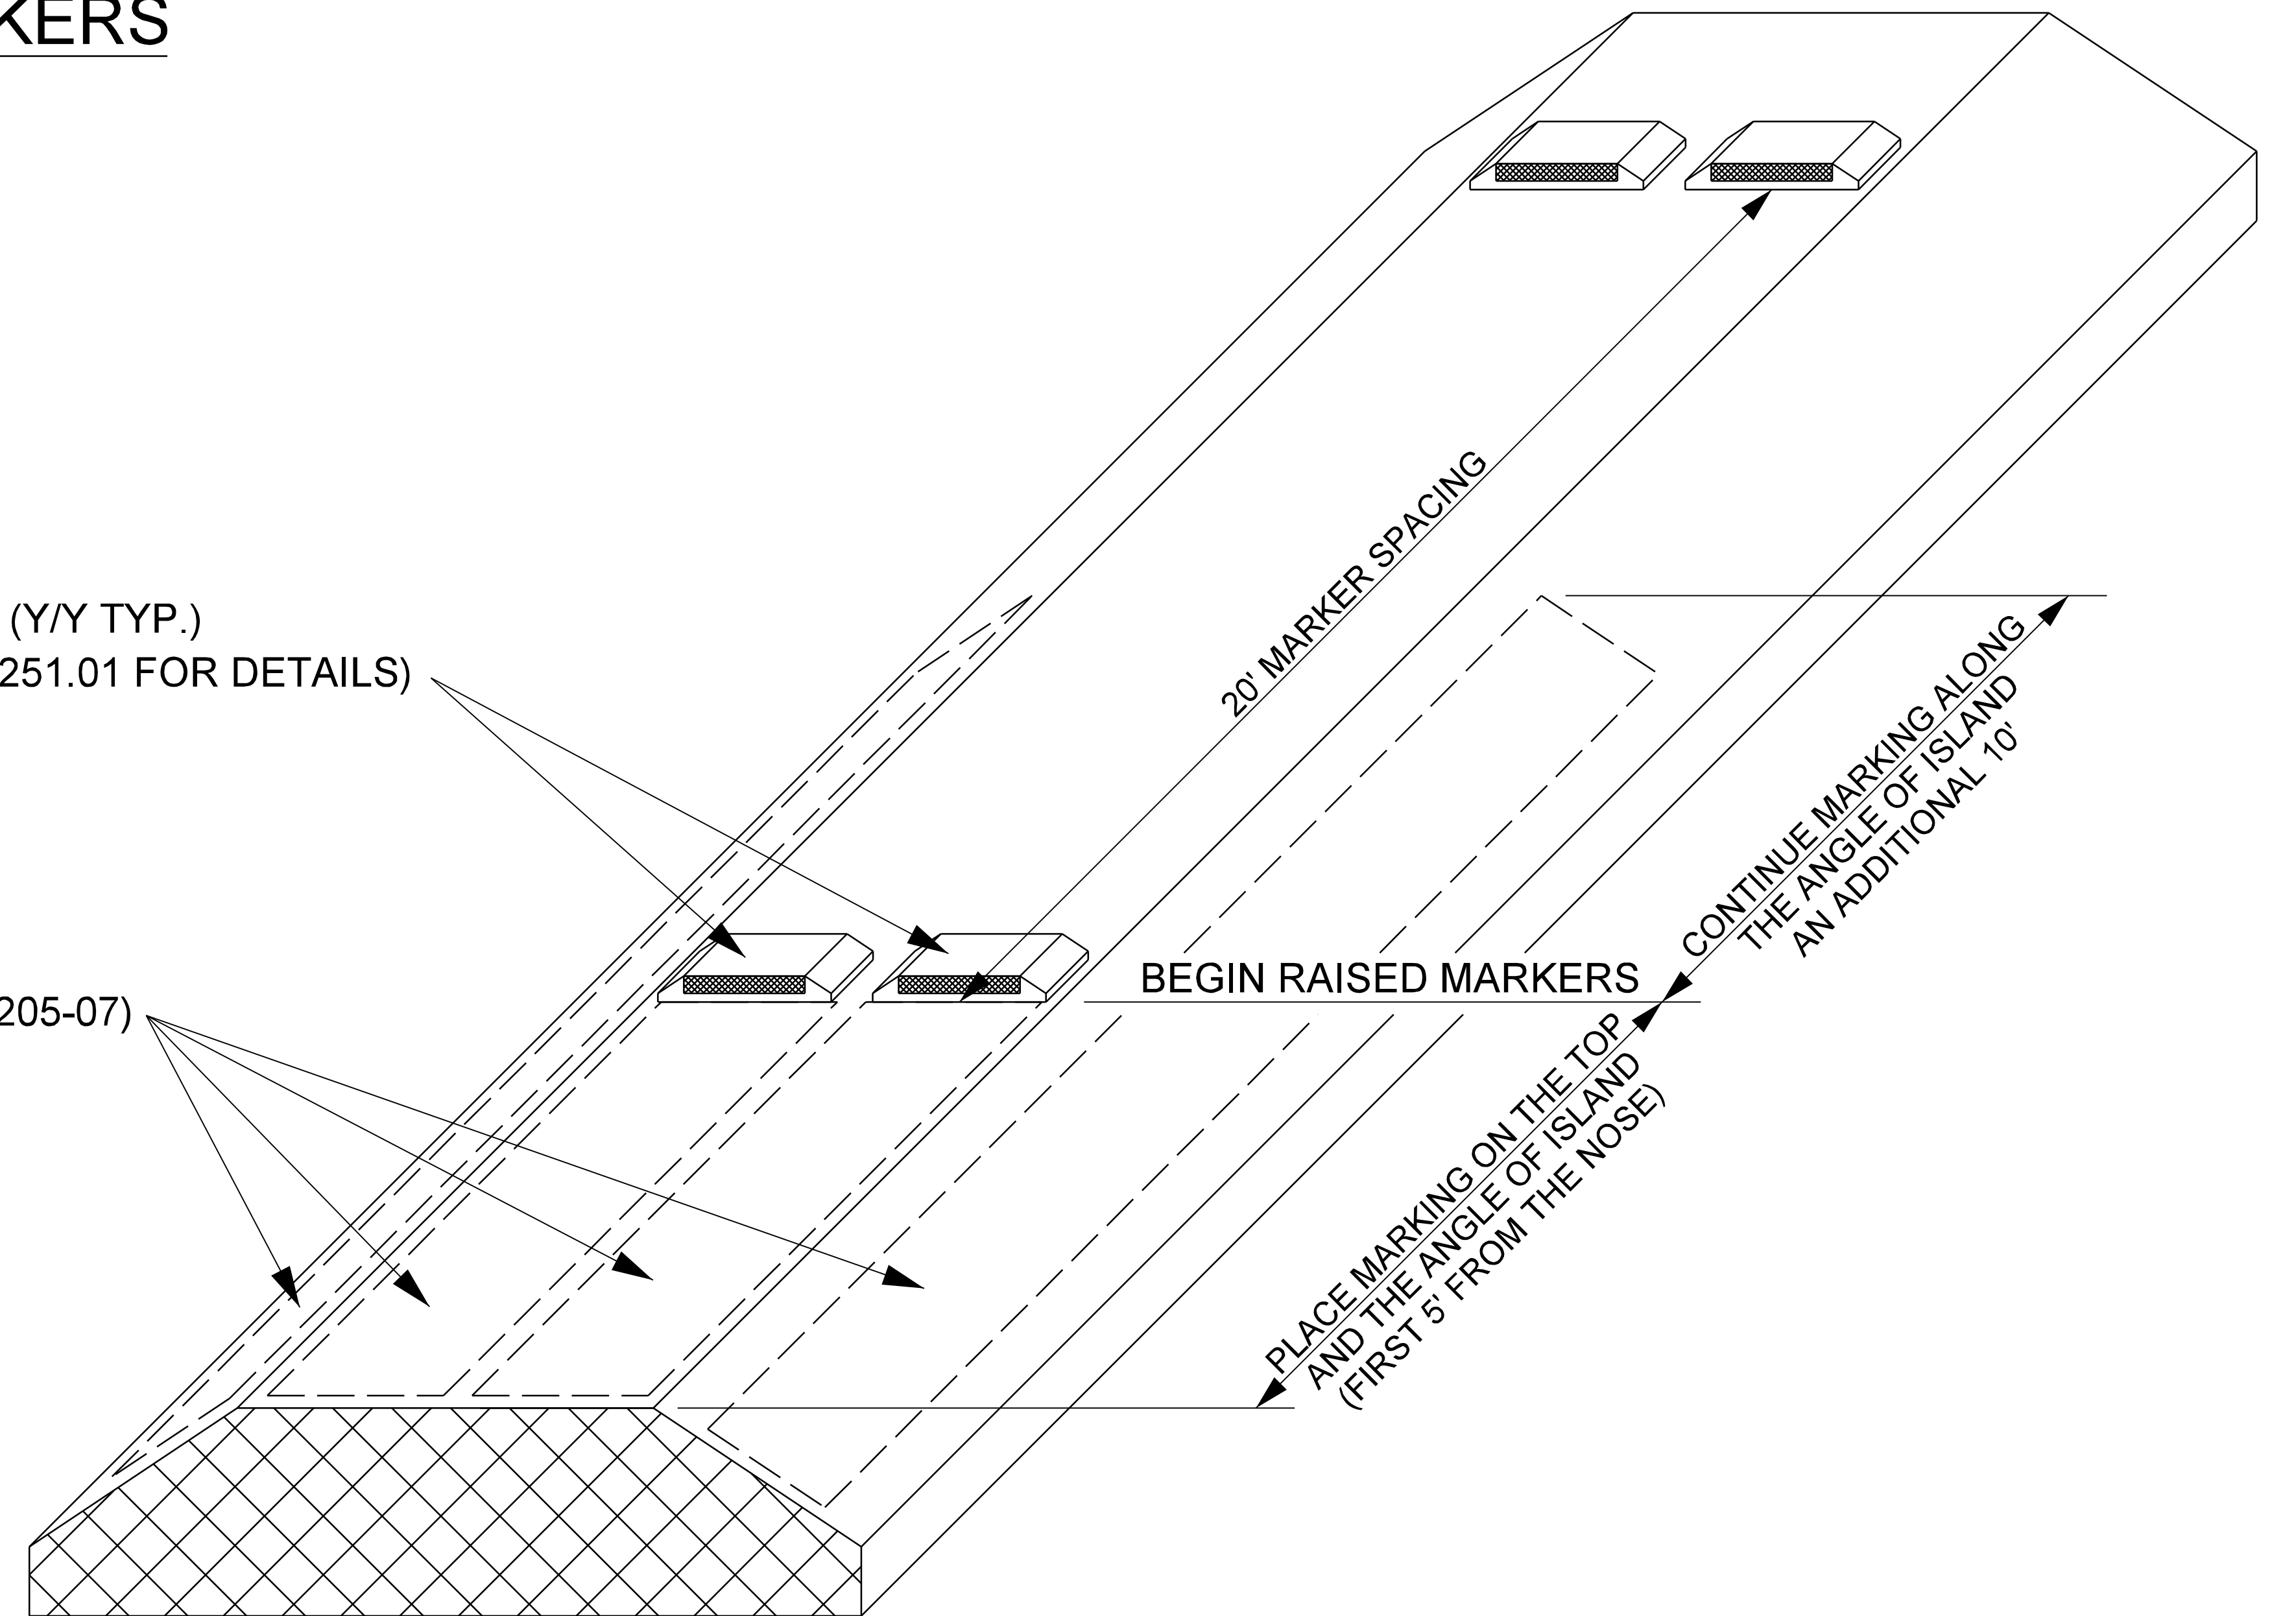 KERS
(Y/Y TYP.)
251.01 FOR DETAILS)
205-07)
20' MARKER SPACING
BEGIN RAISED MARKERS
CONTINUE MARKING ALONG
THE ANGLE OF ISLAND
AN ADDITIONAL 10'
PLACE MARKING ON THE TOP
AND THE ANGLE OF ISLAND
(FIRST 5' FROM THE NOSE)